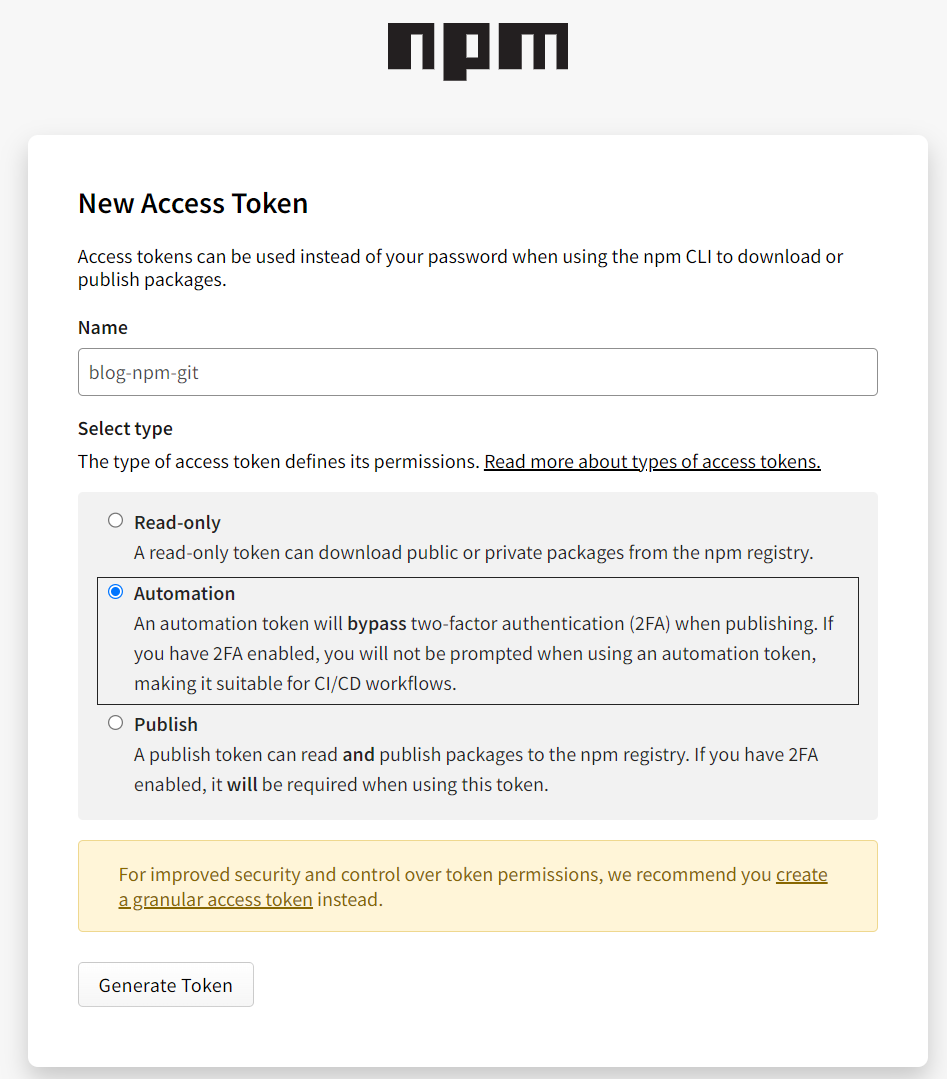 npm
New Access Token
Access tokens can be used instead of your password when using the npm CLI to download or
publish packages.
Name
blog-npm-git
Select type
The type of access token defines its permissions. Read more about types of access tokens.
Read-only
A read-only token can download public or private packages from the npm registry.
Automation
An automation token will bypass two-factor authentication (2FA) when publishing. If
you have 2FA enabled, you will not be prompted when using an automation token,
making it suitable for CI/CD workflows.
Publish
A publish token can read and publish packages to the npm registry. If you have 2FA
enabled, it will be required when using this token.
For improved security and control over token permissions, we recommend you create
a granular access token instead.
Generate Token